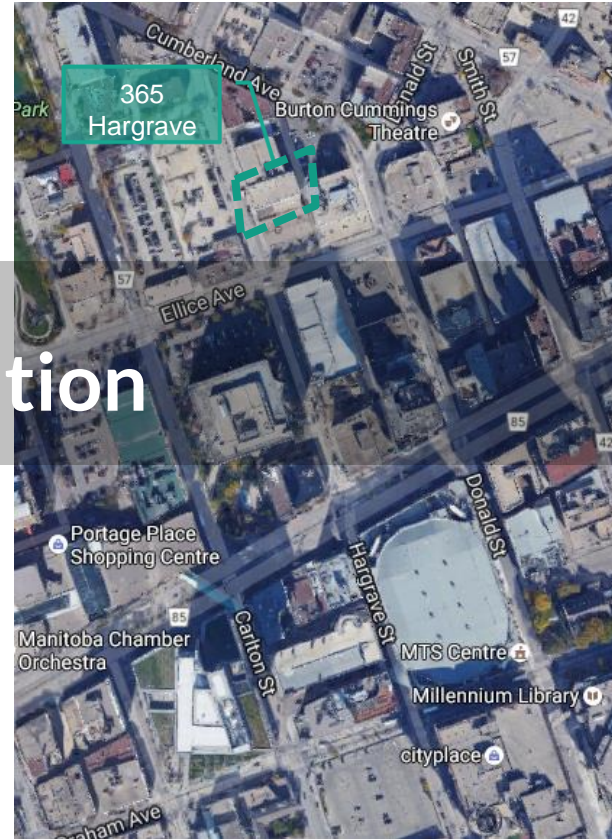 42
Cumberland Ave
Donald St
Smith St
57
365
Hargrave
Park
Burton Cummings
Theatre
57
Ellice Ave
tion
85
42
Donald St
Portage Place
Shopping Centre
Hargrave St
85
Carlton St
Manitoba Chamber
Orchestra
MTS Centre
Millennium Library
cityplace
Graham Ave